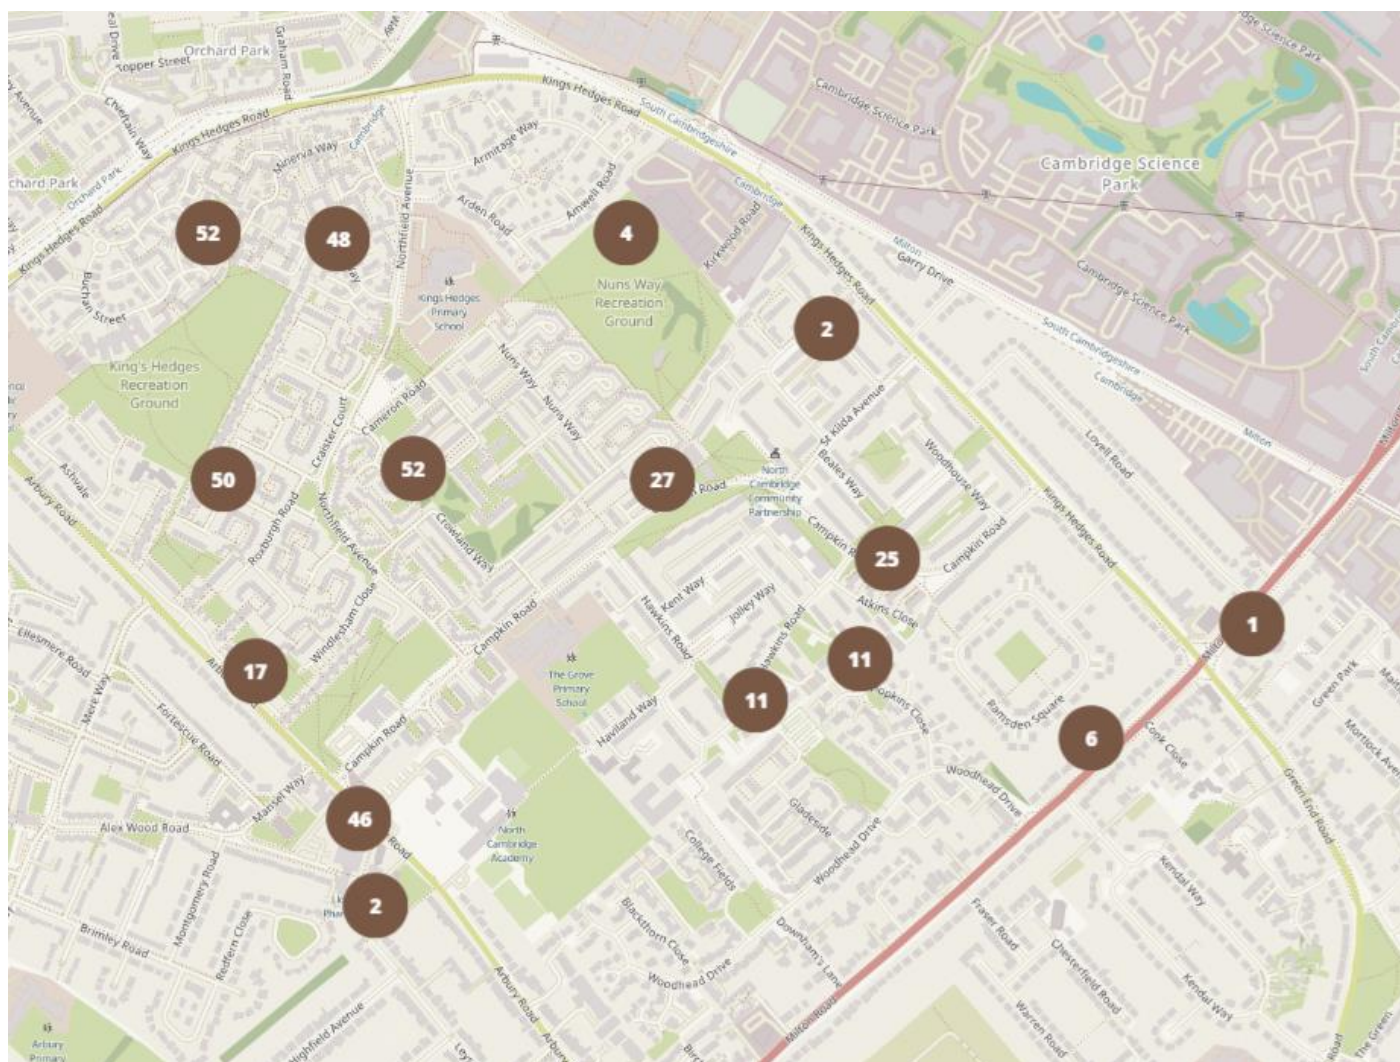 Orchard Park
Topper Street
Graham Road
Chieftain Way
Kings Hedges Road
Cambridge
Minerva Way
Armitage Way
Kings Hedges Road
South Cambridgeshire
Cambridge Science Park
Cambridge Science
Park
Orchard Park
Kings Hedges Road
Northfield Avenue
Arden Road
Amwell Road
Kirkwood Road
Cambridge
Kings Hedges Road
Milton
Garry Drive
Cambridge Science Park
52
48
4
Buchan Street
Kings Hedges
Primary
School
Nuns Way
Recreation
Ground
2
South Cambridgeshire
Cambridge
King's Hedges
Recreation
Ground
Nuns Way
Cameron Road
Craister Court
Nuns Way
St Kilda Avenue
Beales Way
Woodhouse Way
Lovell Road
Milton
Ashvale
Arbury Road
50
52
27
Road
North
Cambridge
Community
Partnership
Kings Hedges Road
Roxburgh Road
Northfield Avenue
Crowland Way
Campkin
25
Campkin Road
Kent Way
Jolley Way
Atkins Close
Hawkins Road
Hawkins Road
Windlesham Close
Campkin Road
1
Ellesmere Road
Mere Way
17
The Grove
Primary
School
11
11
Hopkins Close
Ramsden Square
Green Park
Fortescue Road
Campkin Road
Haviland Way
6
Cook Close
Woodhead Drive
Green End Road
Mansel Way
Alex Wood Road
46
Road
North
Cambridge
Academy
Gladeside
College Fields
Woodhead Drive
2
Montgomery Road
Redfern Close
Brimley Road
Kendal Way
Blackthorn Close
Woodhead Drive
Downham's Lane
Fraser Road
Chesterfield Road
Kendal Way
Arbury Road
Milton Road
Warren Road
The Green
Highfield Avenue
Arbury
Primary